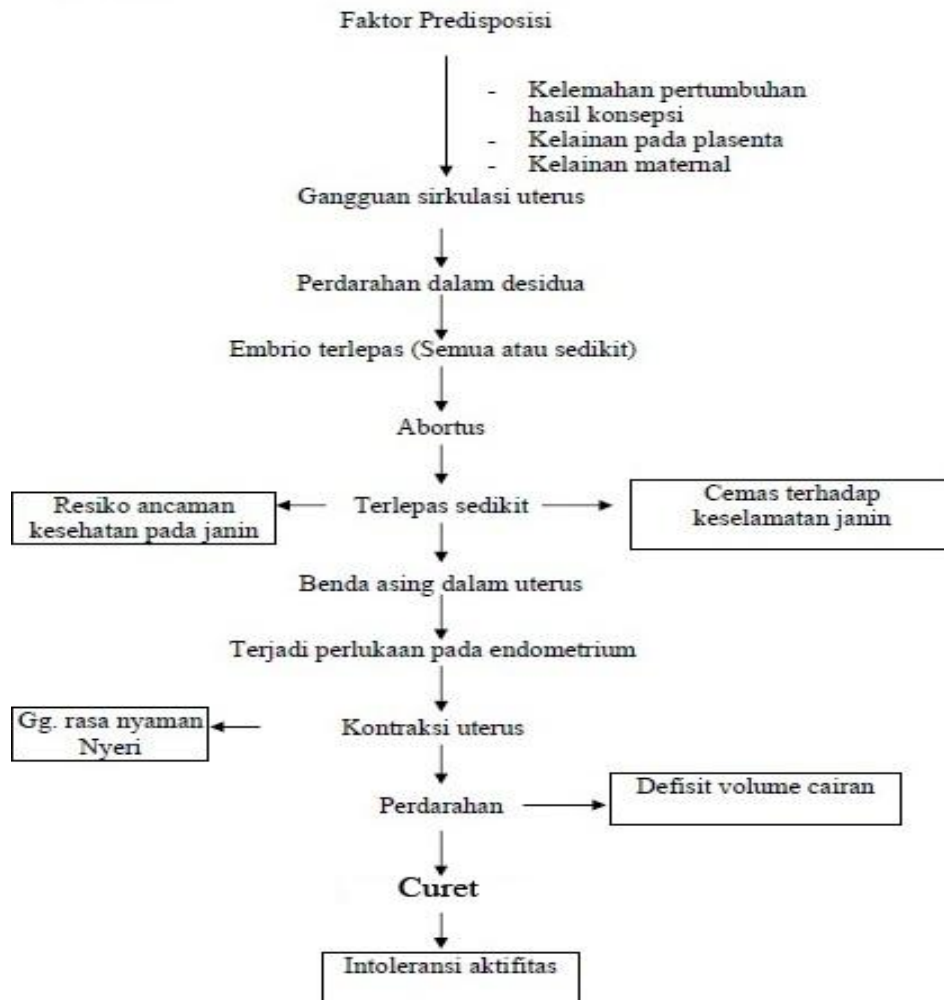 Faktor Predisposisi
- Kelemahan pertumbuhan
hasil konsepsi
- Kelainan pada plasenta
- Kelainan maternal
Gangguan sirkulasi uterus
Perdarahan dalam desidua
Embrio terlepas (Semua atau sedikit)
Abortus
Resiko ancaman
kesehatan pada janin
Terlepas sedikit
Cemas terhadap
keselamatan janin
Benda asing dalam uterus
Terjadi perlukaan pada endometrium
Gg. rasa nyaman
Nyeri
Kontraksi uterus
Perdarahan
Defisit volume cairan
Curet
Intoleransi aktifitas